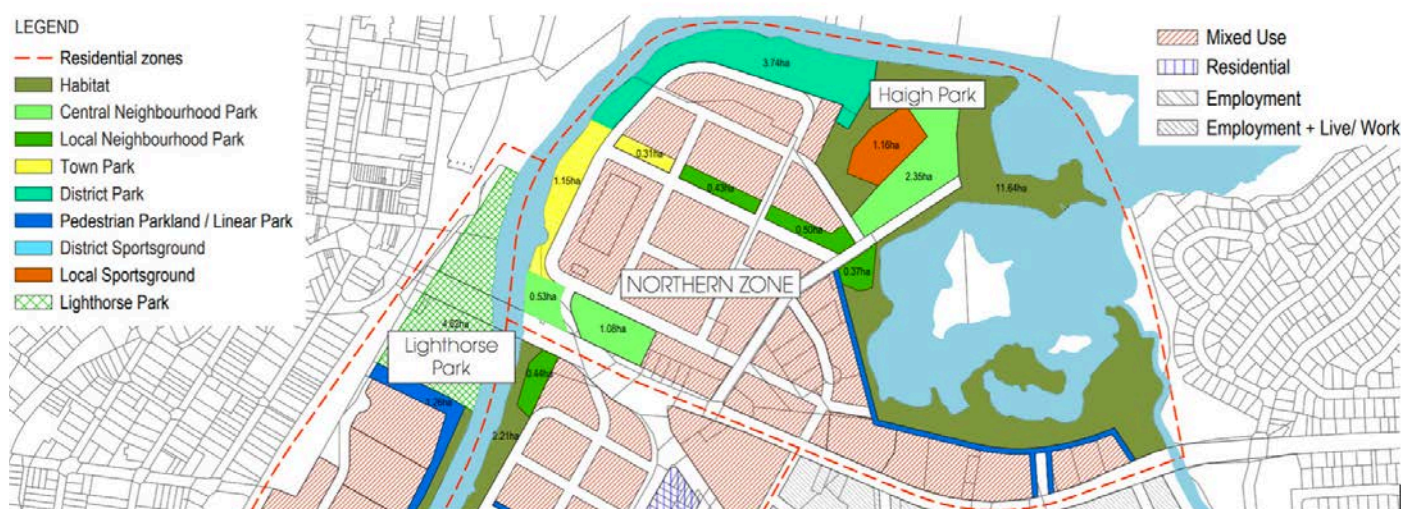 LEGEND
Residential zones
Habitat
Central Neighbourhood Park
Local Neighbourhood Park
Town Park
District Park
Pedestrian Parkland / Linear Park
District Sportsground
Local Sportsground
Lighthorse Park
Mixed Use
Residential
Employment
Employment + Live/ Work
3.74ha
Haigh Park
1.16ha
0.31ha
2.35ha
1.15ha
0.43ha
11.64ha
0.50ha
0.37ha
NORTHERN ZONE
0.53ha
1.08ha
4.62ha
Lighthorse
Park
0.44ha
1.26ha
2.21ha